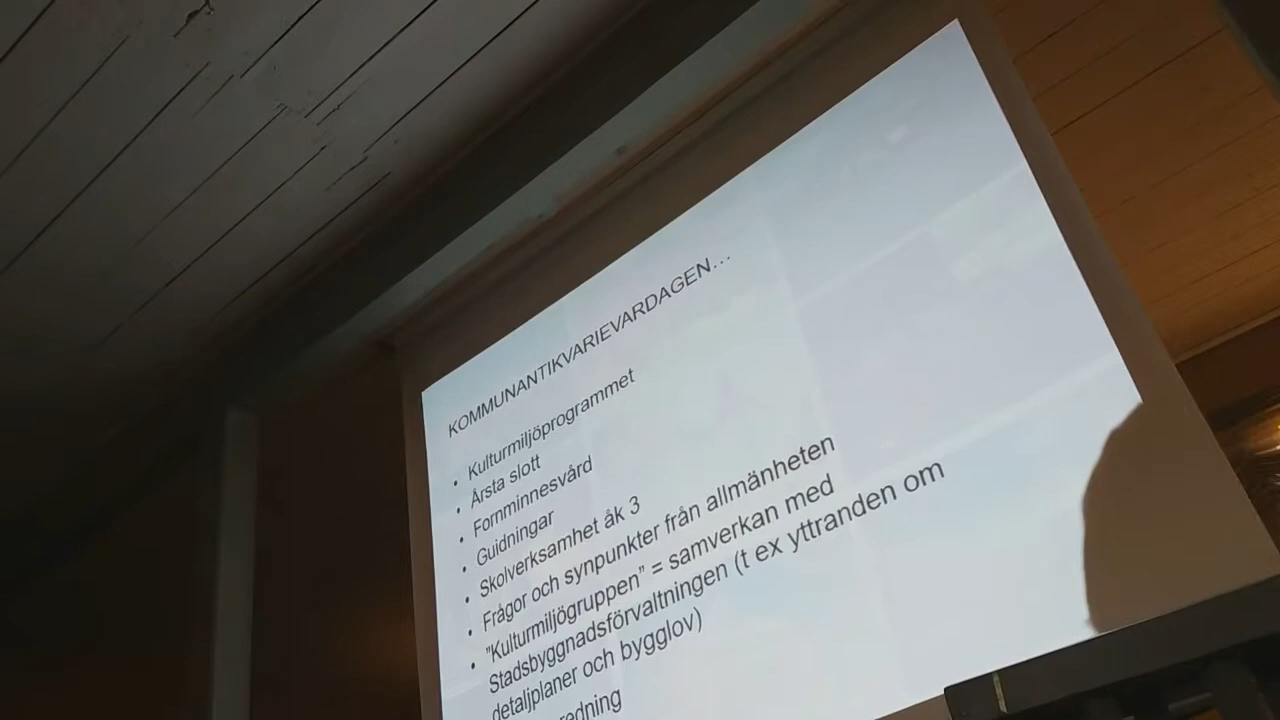 KOMMUNANTIKVARIEVARDAGEN…
• Kulturmiljöprogrammet
• Årsta slott
• Fornminnesvård
• Guidningar
• Skolverksamhet åk 3
• Frågor och synpunkter från allmänheten
• ”Kulturmiljögruppen” = samverkan med
Stadsbyggnadsförvaltningen (t ex yttranden om
detaljplaner och bygglov)